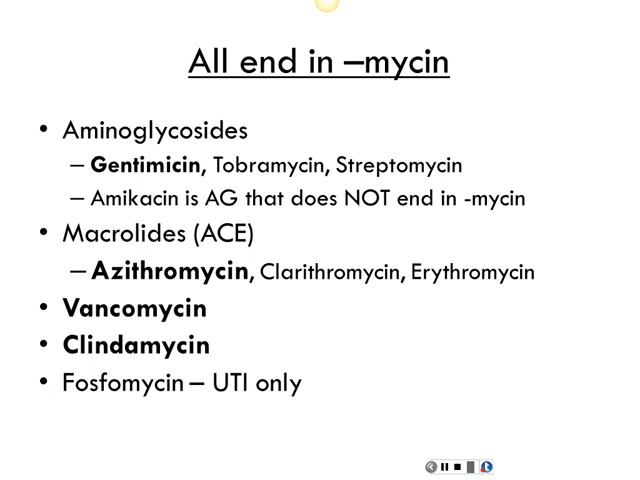 All end in –mycin
• Aminoglycosides
– Gentimicin, Tobramycin, Streptomycin
– Amikacin is AG that does NOT end in -mycin
• Macrolides (ACE)
– Azithromycin, Clarithromycin, Erythromycin
• Vancomycin
• Clindamycin
• Fosfomycin – UTI only